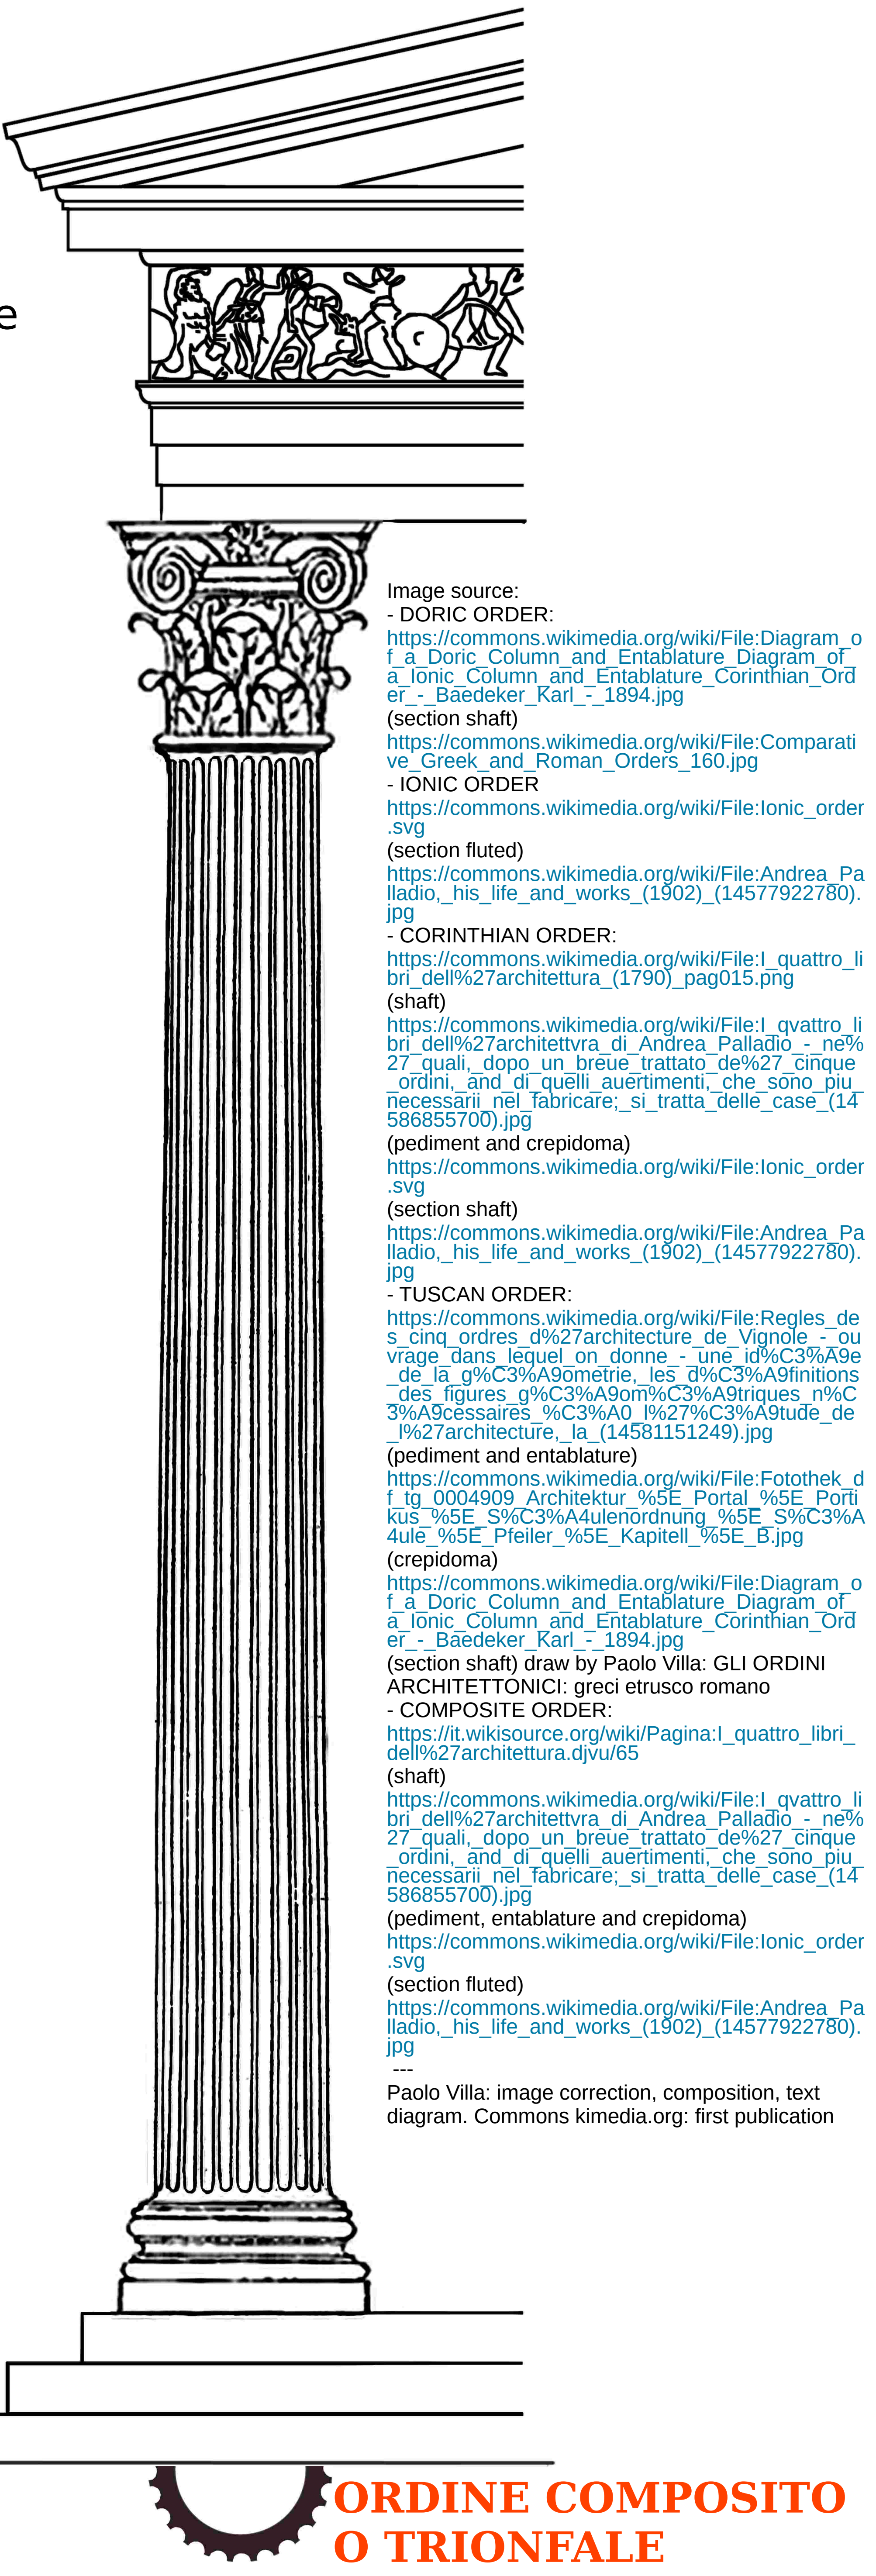 e
Image source:
- DORIC ORDER:
https://commons.wikimedia.org/wiki/File:Diagram_o
f_a_Doric_Column_and_Entablature_Diagram_of_
a_Ionic_Column_and_Entablature_Corinthian_Ord
er_-_Baedeker_Karl_-_1894.jpg
(section shaft)
https://commons.wikimedia.org/wiki/File:Comparati
ve_Greek_and_Roman_Orders_160.jpg
- IONIC ORDER
https://commons.wikimedia.org/wiki/File:Ionic_order
.svg
(section fluted)
https://commons.wikimedia.org/wiki/File:Andrea_Pa
lladio,_his_life_and_works_(1902)_(14577922780).
jpg
- CORINTHIAN ORDER:
https://commons.wikimedia.org/wiki/File:I_quattro_li
bri_dell%27architettura_(1790)_pag015.png
(shaft)
https://commons.wikimedia.org/wiki/File:I_qvattro_li
bri_dell%27architettvra_di_Andrea_Palladio_-_ne%
27_quali,_dopo_un_breue_trattato_de%27_cinque
_ordini,_and_di_quelli_auertimenti,_che_sono_piu_
necessarii_nel_fabricare;_si_tratta_delle_case_(14
586855700).jpg
(pediment and crepidoma)
https://commons.wikimedia.org/wiki/File:Ionic_order
.svg
(section shaft)
https://commons.wikimedia.org/wiki/File:Andrea_Pa
lladio,_his_life_and_works_(1902)_(14577922780).
jpg
- TUSCAN ORDER:
https://commons.wikimedia.org/wiki/File:Regles_de
s_cinq_ordres_d%27architecture_de_Vignole_-_ou
vrage_dans_lequel_on_donne_-_une_id%C3%A9e
_de_la_g%C3%A9ometrie,_les_d%C3%A9finitions
_des_figures_g%C3%A9om%C3%A9triques_n%C
3%A9cessaires_%C3%A0_l%27%C3%A9tude_de
_l%27architecture,_la_(14581151249).jpg
(pediment and entablature)
https://commons.wikimedia.org/wiki/File:Fotothek_d
f_tg_0004909_Architektur_%5E_Portal_%5E_Porti
kus_%5E_S%C3%A4ulenordnung_%5E_S%C3%A
4ule_%5E_Pfeiler_%5E_Kapitell_%5E_B.jpg
(crepidoma)
https://commons.wikimedia.org/wiki/File:Diagram_o
f_a_Doric_Column_and_Entablature_Diagram_of_
a_Ionic_Column_and_Entablature_Corinthian_Ord
er_-_Baedeker_Karl_-_1894.jpg
(section shaft) draw by Paolo Villa: GLI ORDINI
ARCHITETTONICI: greci etrusco romano
- COMPOSITE ORDER:
https://it.wikisource.org/wiki/Pagina:I_quattro_libri_
dell%27architettura.djvu/65
(shaft)
https://commons.wikimedia.org/wiki/File:I_qvattro_li
bri_dell%27architettvra_di_Andrea_Palladio_-_ne%
27_quali,_dopo_un_breue_trattato_de%27_cinque
_ordini,_and_di_quelli_auertimenti,_che_sono_piu_
necessarii_nel_fabricare;_si_tratta_delle_case_(14
586855700).jpg
(pediment, entablature and crepidoma)
https://commons.wikimedia.org/wiki/File:Ionic_order
.svg
(section fluted)
https://commons.wikimedia.org/wiki/File:Andrea_Pa
lladio,_his_life_and_works_(1902)_(14577922780).
jpg
---
Paolo Villa: image correction, composition, text
diagram. Commons kimedia.org: first publication
ORDINE COMPOSITO
O TRIONFALE